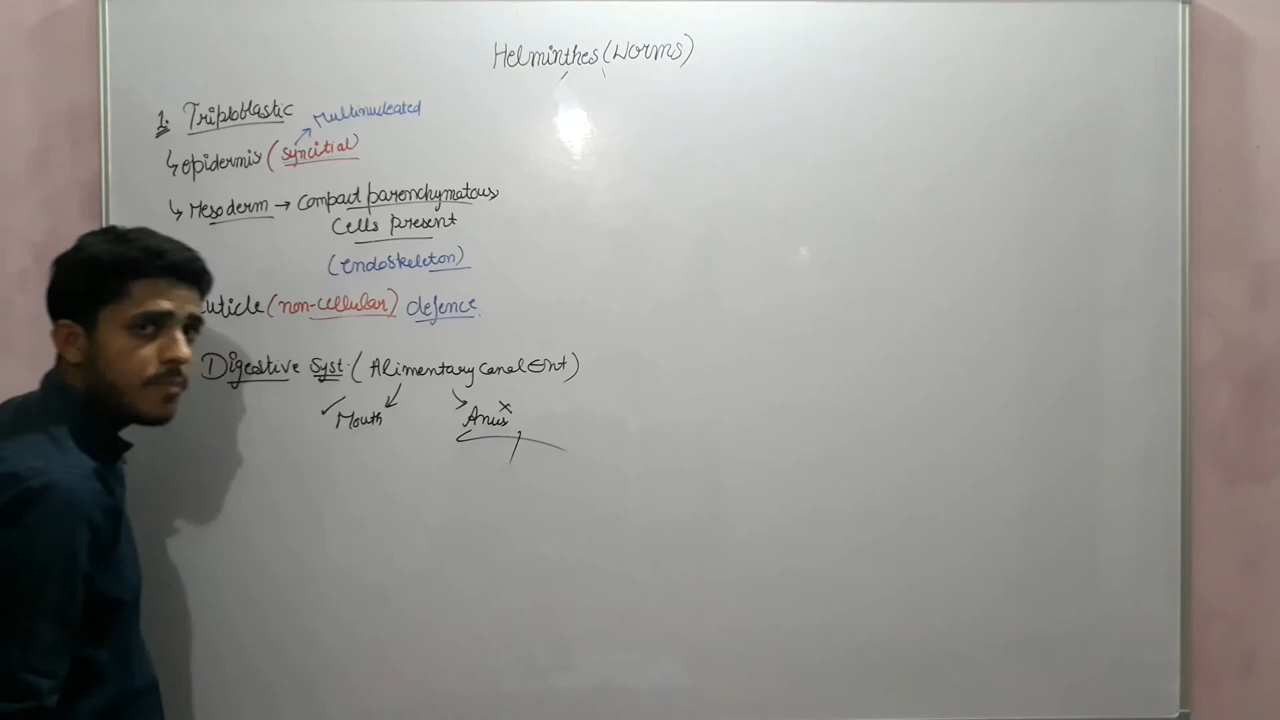 Helminthes (Worms)
1. Triploblastic
Multinucleated
↳ epidermis (syncitial)
↳ Mesoderm → Compact parenchymatous
Cells present
(endoskeleton)
uticle (non-cellular) defence.
Digestive Syst. (Alimentary Canal
✓ Mouth Anus ×